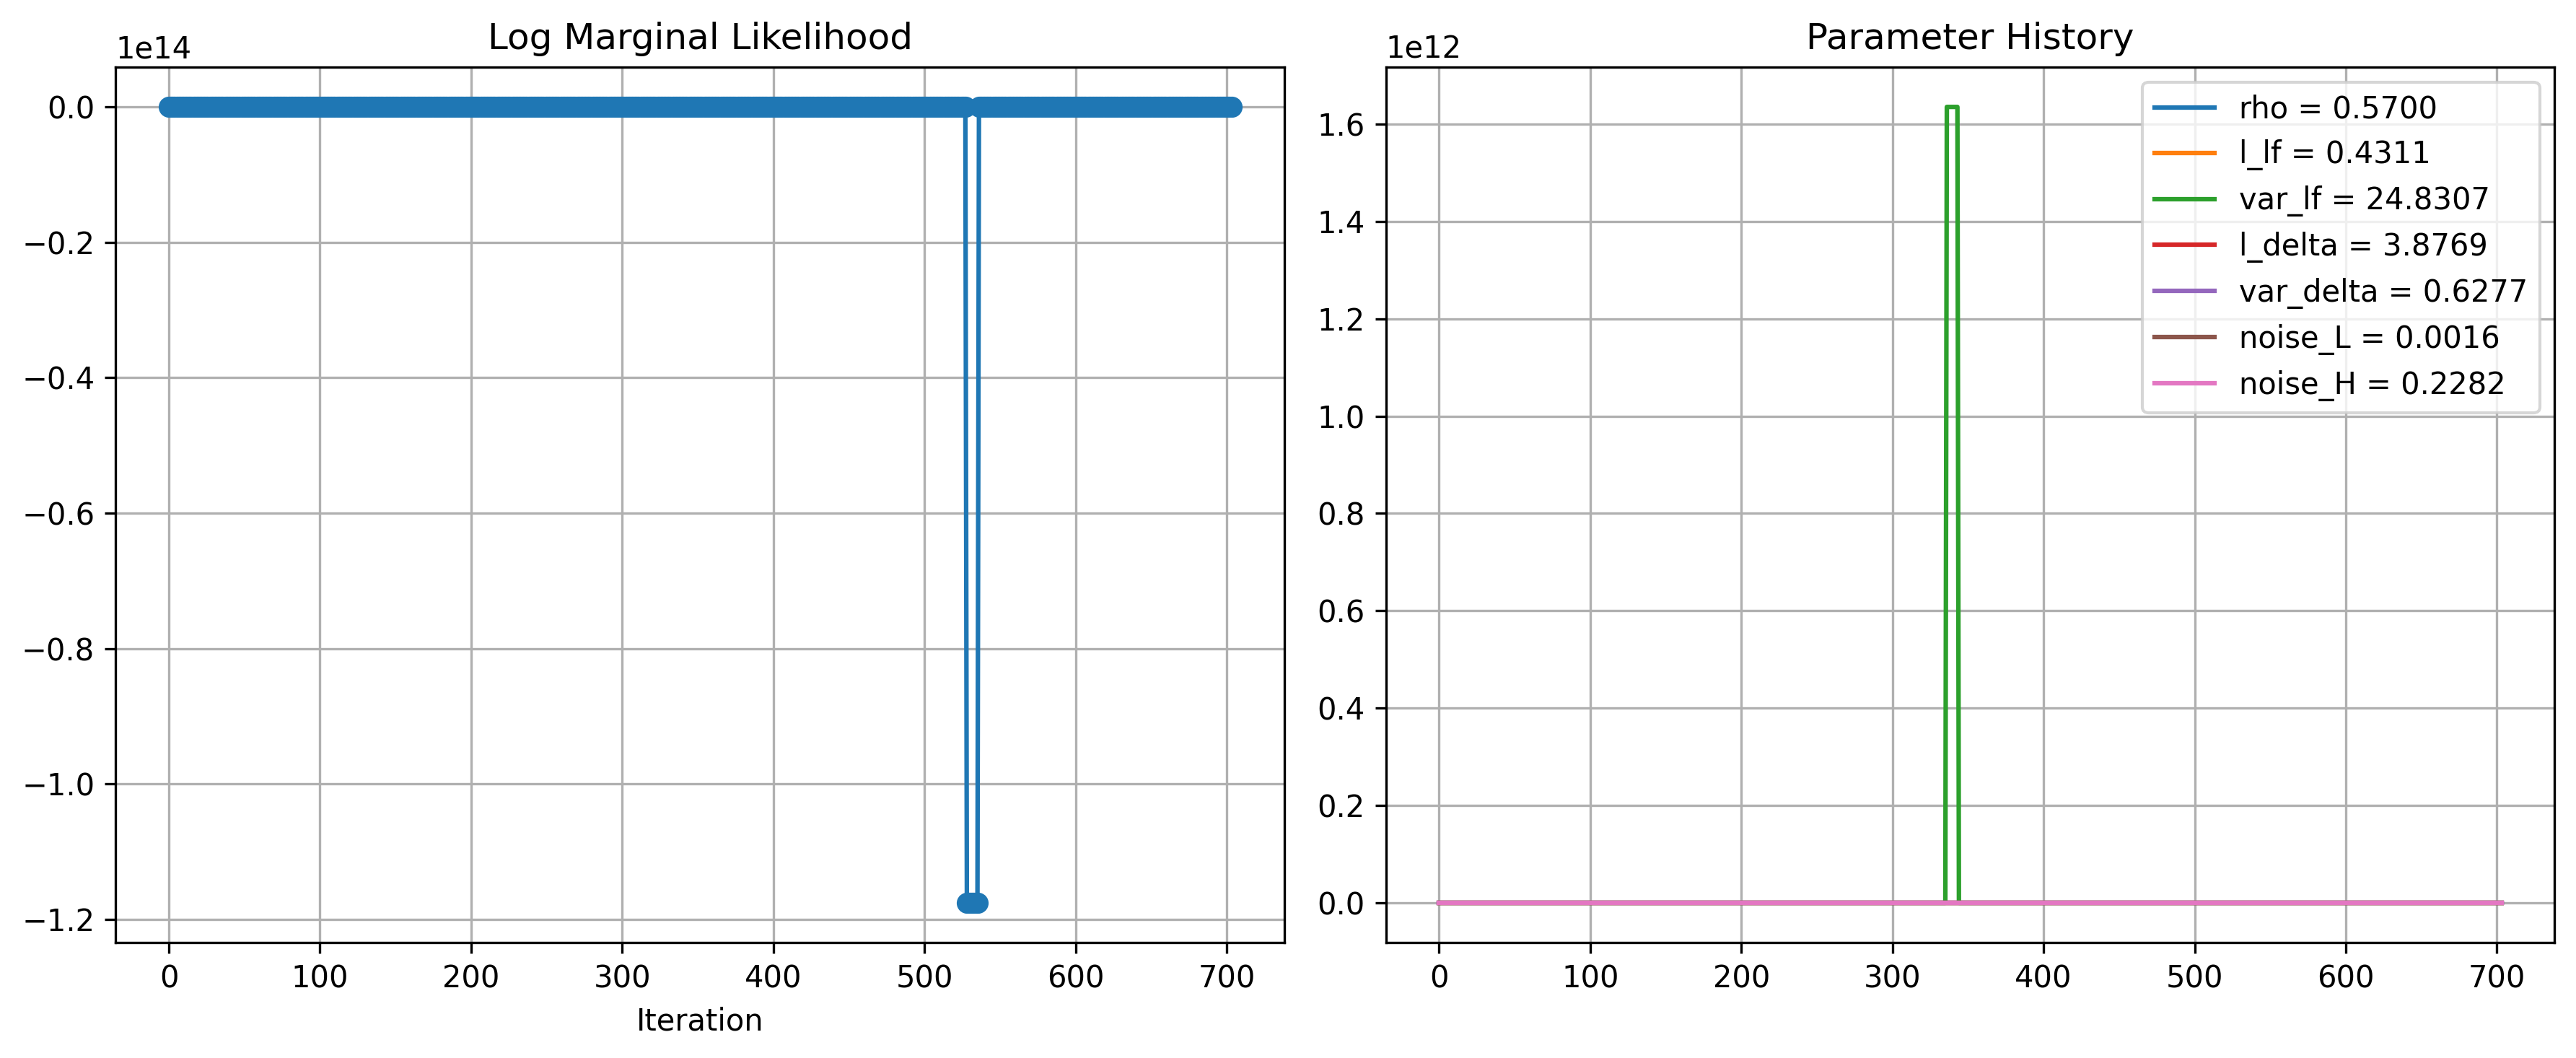 Log Marginal Likelihood
1e14
0.0
−0.2
−0.4
−0.6
−0.8
−1.0
−1.2
0 100 200 300 400 500 600 700
Iteration
Parameter History
1e12
1.6
1.4
1.2
1.0
0.8
0.6
0.4
0.2
0.0
0 100 200 300 400 500 600 700
rho = 0.5700
l_lf = 0.4311
var_lf = 24.8307
l_delta = 3.8769
var_delta = 0.6277
noise_L = 0.0016
noise_H = 0.2282